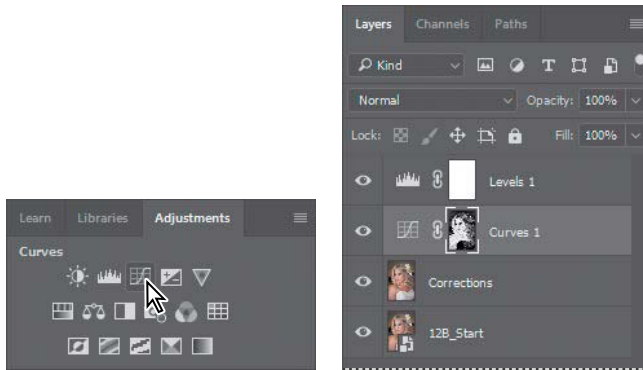 Learn Libraries Adjustments
Curves
Layers Channels Paths
Kind
Normal Opacity: 100%
Lock: Fill: 100%
Levels 1
Curves 1
Corrections
12B_Start